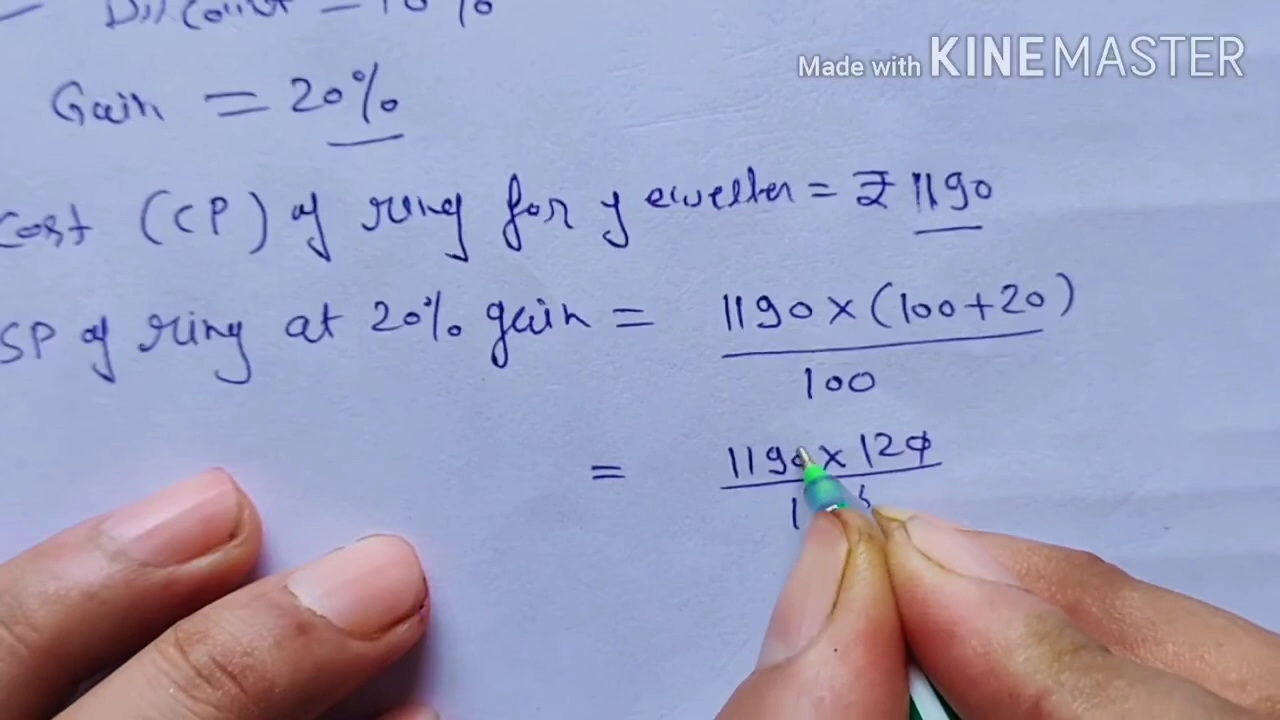 Made with KINEMASTER
Gain = 20%
Cost (CP) of ring for jeweller = ₹ 1190
SP of ring at 20% gain = 1190 × (100+20)
100
= 1190 × 120